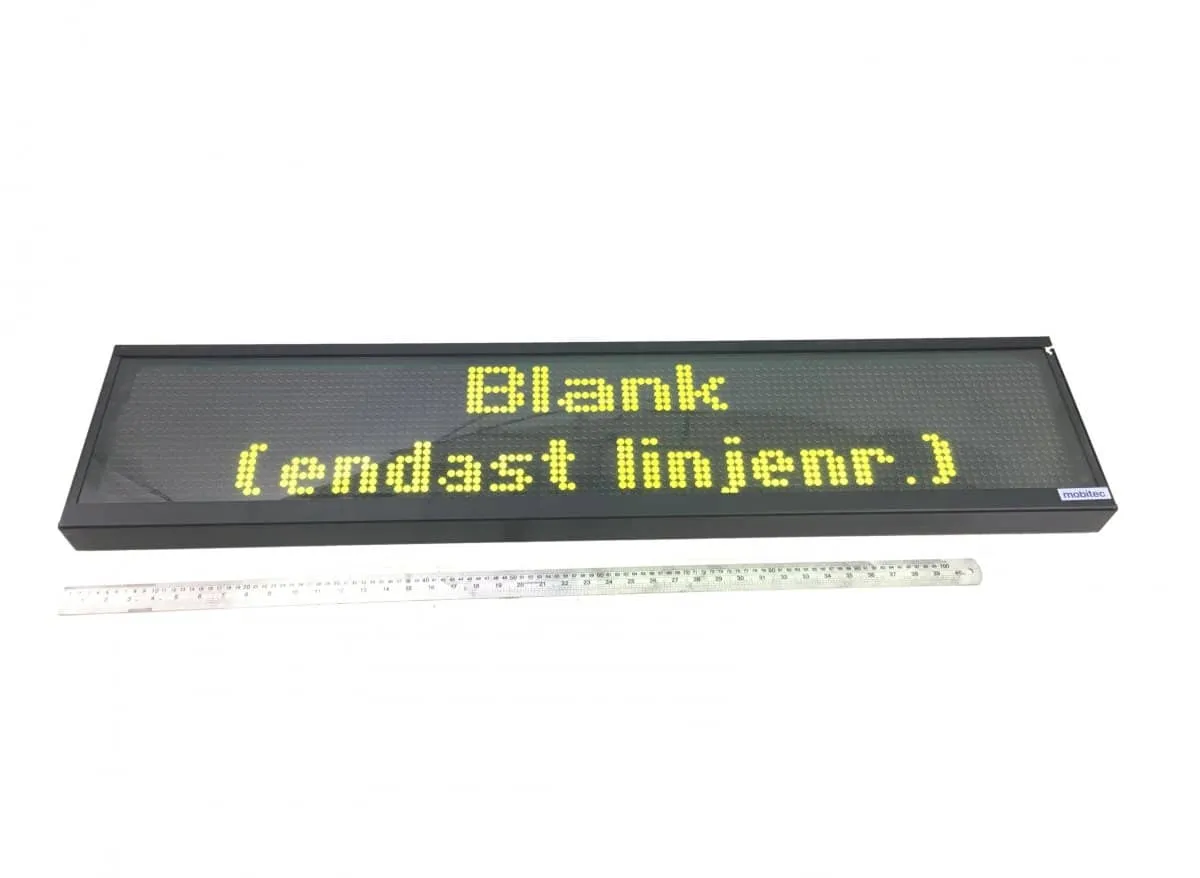 Blank
(endast linjenr.)
mobitec